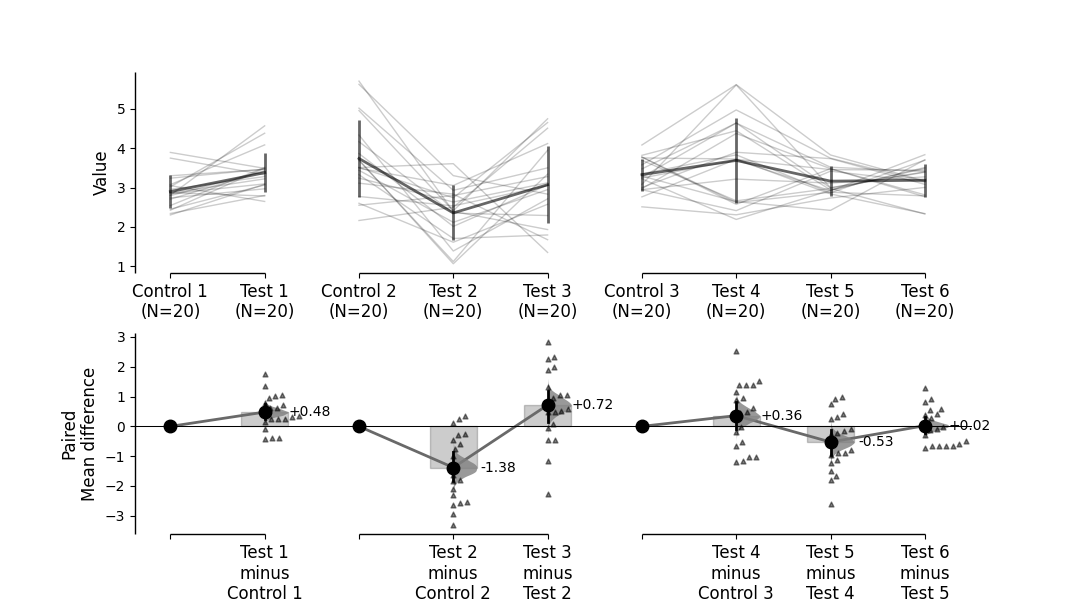 5
4
3
2
1
Value
Control 1 Test 1 Control 2 Test 2 Test 3 Control 3 Test 4 Test 5 Test 6
(N=20) (N=20) (N=20) (N=20) (N=20) (N=20) (N=20) (N=20) (N=20)
3
2
1
0
−1
−2
−3
Paired
Mean difference
+0.48
-1.38
+0.72
+0.36
-0.53
+0.02
Test 1 Test 2 Test 3 Test 4 Test 5 Test 6
minus minus minus minus minus minus
Control 1 Control 2 Test 2 Control 3 Test 4 Test 5